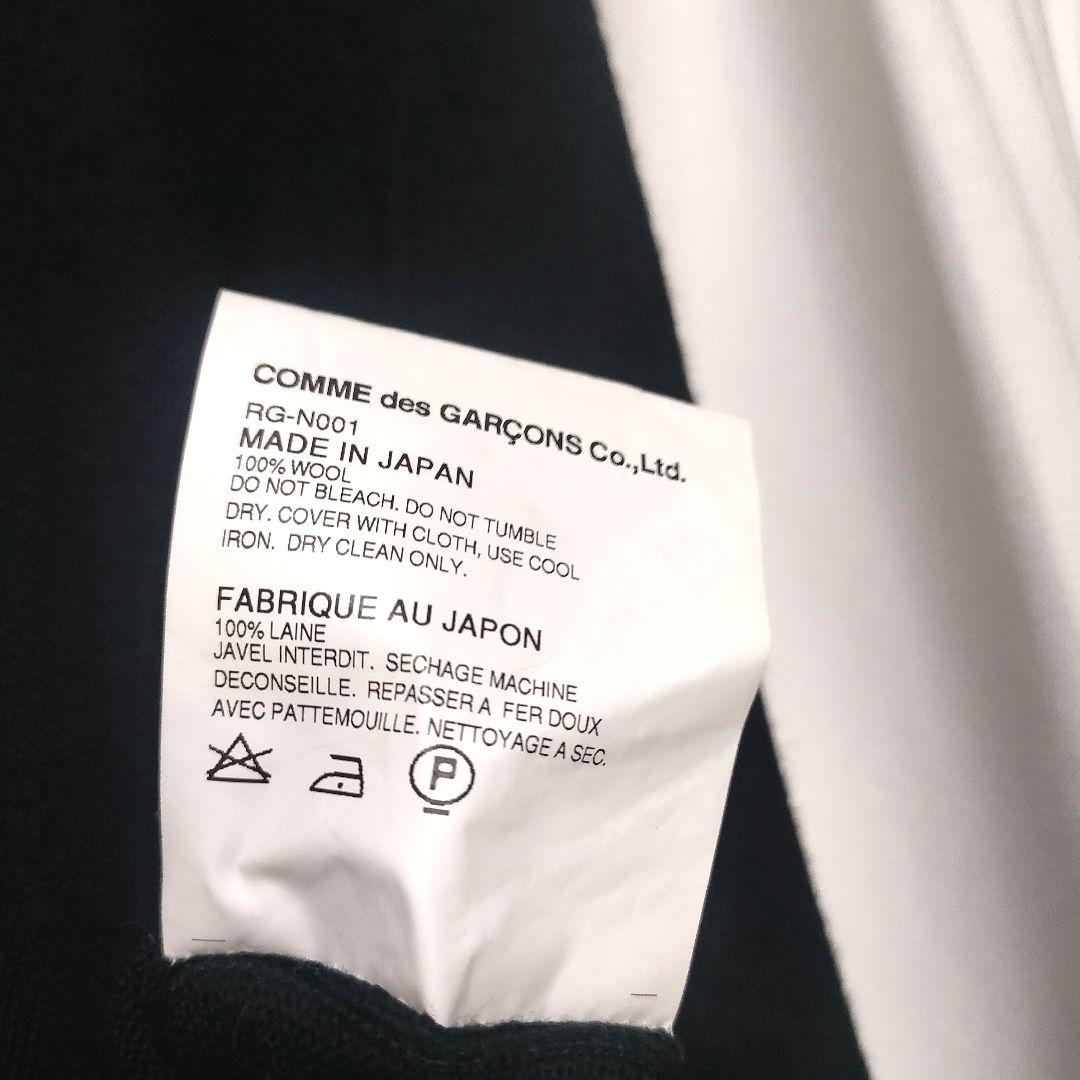 COMME des GARÇONS Co.,Ltd.
RG-N001
MADE IN JAPAN
100% WOOL
DO NOT BLEACH. DO NOT TUMBLE
DRY. COVER WITH CLOTH, USE COOL
IRON. DRY CLEAN ONLY.
FABRIQUE AU JAPON
100% LAINE
JAVEL INTERDIT. SECHAGE MACHINE
DECONSEILLE. REPASSER A FER DOUX
AVEC PATTEMOUILLE. NETTOYAGE A SEC.
P